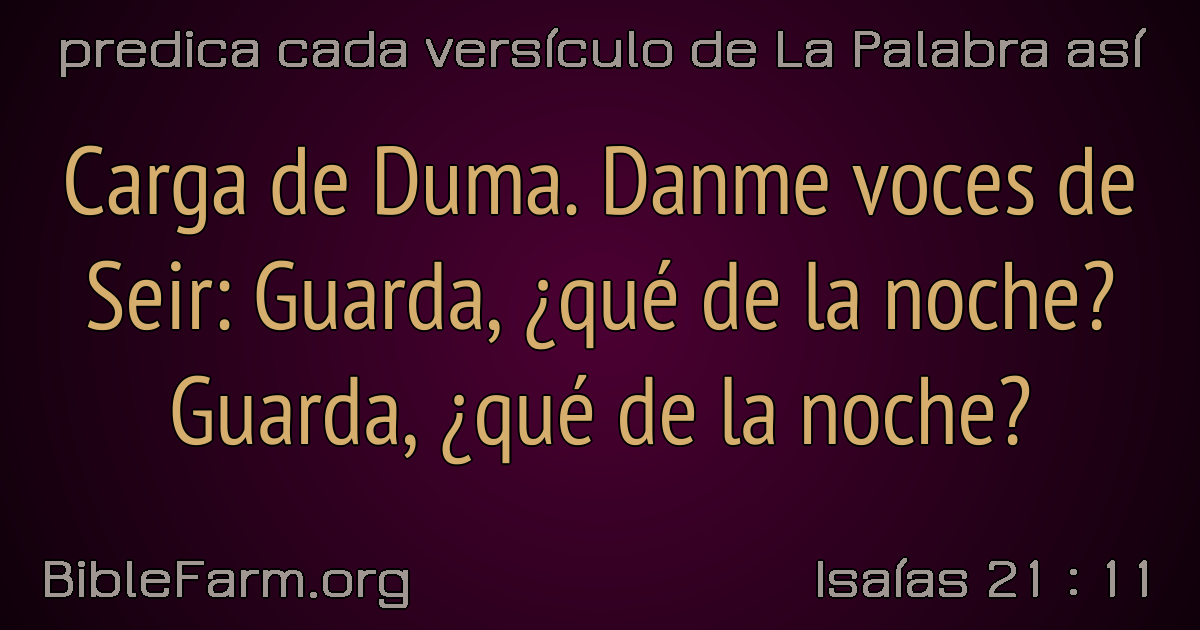 predica cada versículo de La Palabra así
Carga de Duma. Danme voces de
Seir: Guarda, ¿qué de la noche?
Guarda, ¿qué de la noche?
BibleFarm.org
Isaías 21 : 11